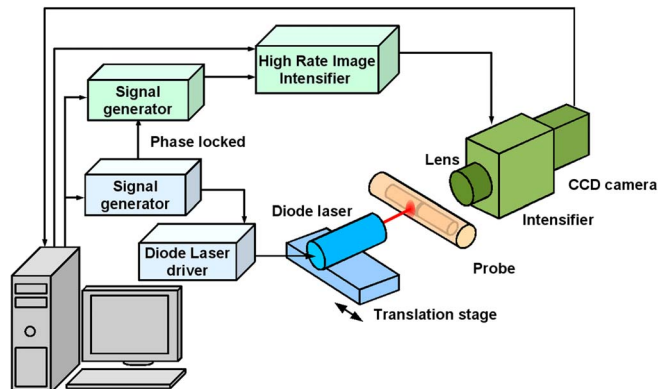 High Rate Image
Intensifier
Signal
generator
Phase locked
Lens
CCD camera
Signal
generator
Diode laser
Intensifier
Diode Laser
driver
Probe
Translation stage